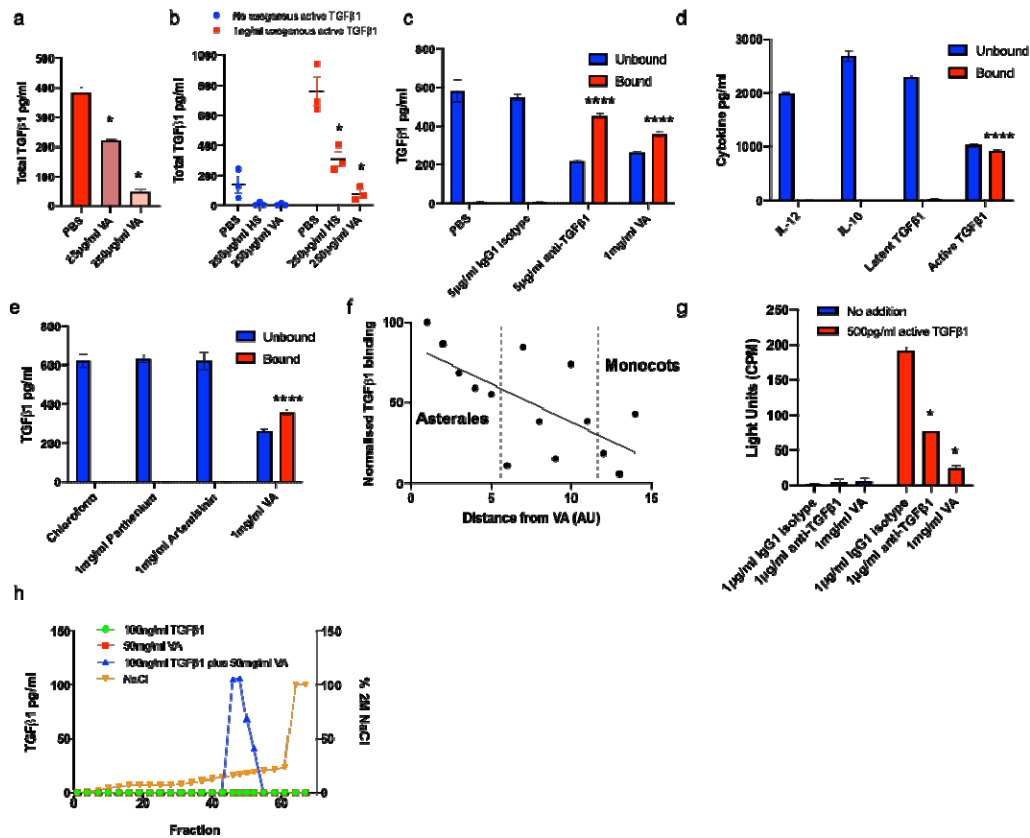 a
Total TGFβ1 pg/ml
500
400
300
200
100
0
*
*
PBS
25µg/ml VA
250µg/ml VA
b
No exogenous active TGFβ1
1ng/ml exogenous active TGFβ1
Total TGFβ1 pg/ml
1000
800
600
400
200
0
*
*
PBS
250µg/ml HS
250µg/ml VA
PBS
250µg/ml HS
250µg/ml VA
c
Unbound
Bound
TGFβ1 pg/ml
800
600
400
200
0
****
****
PBS
5µg/ml IgG1 isotype
5µg/ml anti-TGFβ1
1mg/ml VA
d
Unbound
Bound
Cytokine pg/ml
3000
2000
1000
0
****
IL-12
IL-10
Latent TGFβ1
Active TGFβ1
e
Unbound
Bound
TGFβ1 pg/ml
800
600
400
200
0
****
Chloroform
1mg/ml Parthenium
1mg/ml Artemisinin
1mg/ml VA
f
Normalised TGFβ1 binding
100
50
0
Asterales
Monocots
0
5
10
15
Distance from VA (AU)
g
No addition
500pg/ml active TGFβ1
Light Units (CPM)
200
150
100
50
0
*
*
1µg/ml IgG1 isotype
1µg/ml anti-TGFβ1
1mg/ml VA
1µg/ml IgG1 isotype
1µg/ml anti-TGFβ1
1mg/ml VA
h
100ng/ml TGFβ1
50mg/ml VA
100ng/ml TGFβ1 plus 50mg/ml VA
NaCl
TGFβ1 pg/ml
150
100
50
0
150
100
50
0
% 2M NaCl
0
20
40
60
Fraction